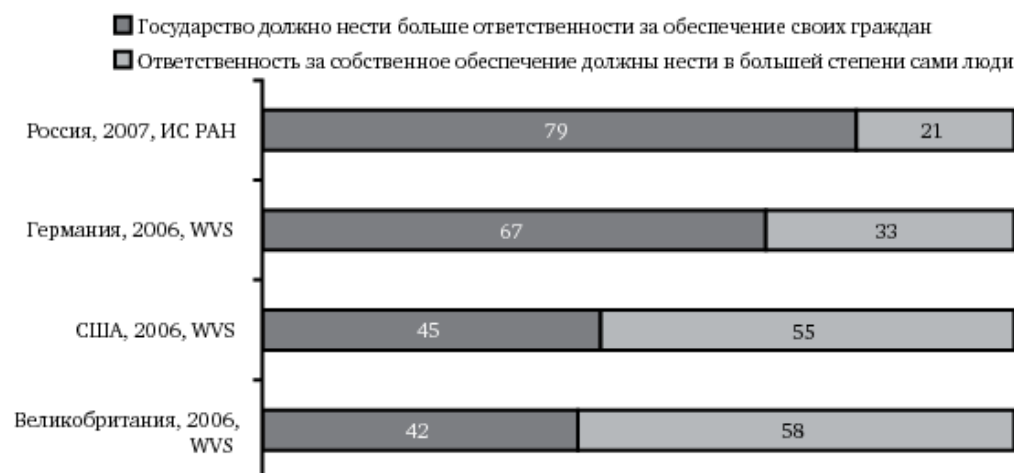 Государство должно нести больше ответственности за обеспечение своих граждан
Ответственность за собственное обеспечение должны нести в большей степени сами люди
Россия, 2007, ИС РАН
79
21
Германия, 2006, WVS
67
33
США, 2006, WVS
45
55
Великобритания, 2006,
WVS
42
58